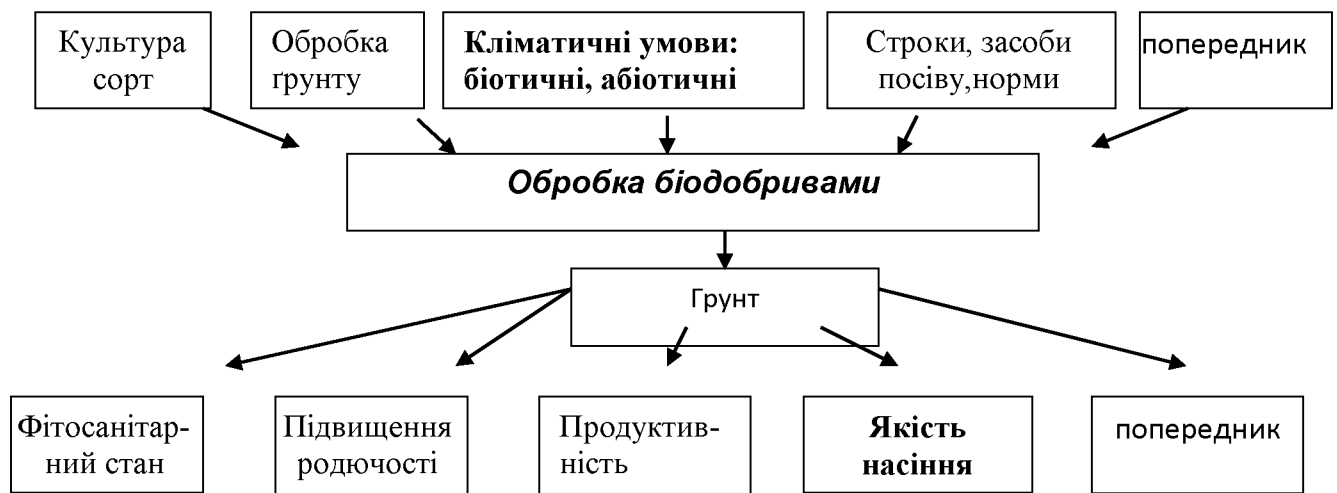 Культура
сорт
Обробка
ґрунту
Кліматичні умови:
біотичні, абіотичні
Строки, засоби
посіву,норми
попередник
Обробка біодобривами
Грунт
Фітосанітар-
ний стан
Підвищення
родючості
Продуктив-
ність
Якість
насіння
попередник